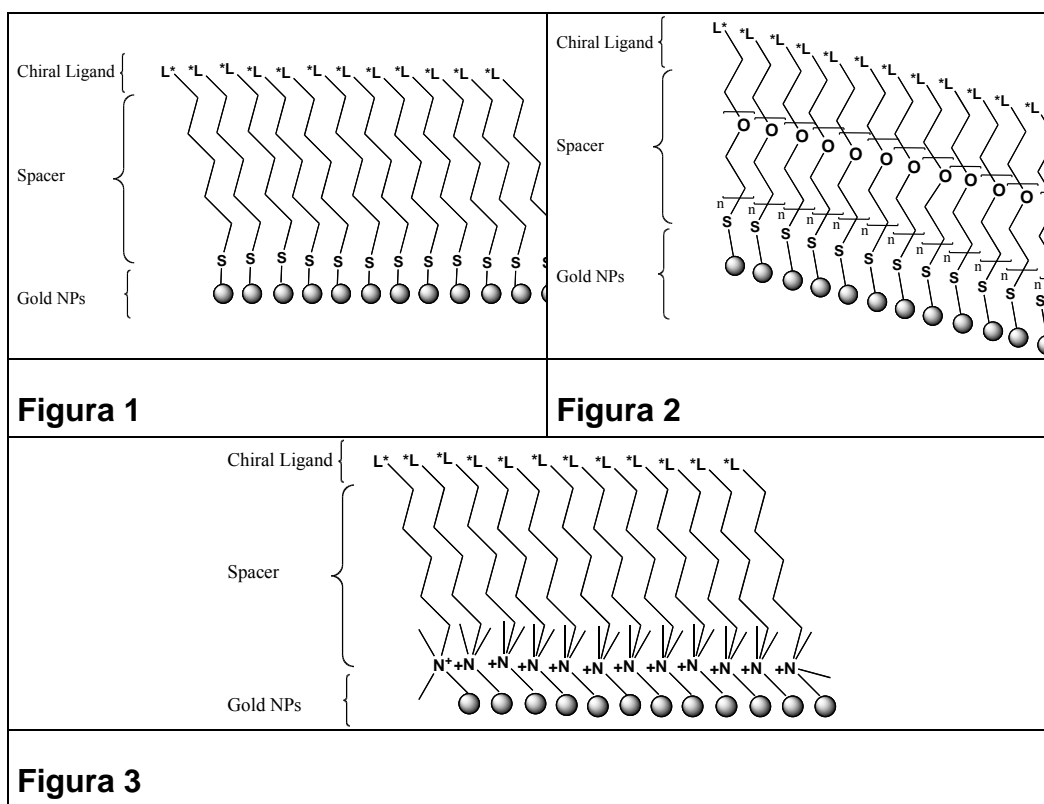 Chiral Ligand
L* *L *L *L *L *L *L *L *L *L *L *L
Spacer
S S S S S S S S S S S S
Gold NPs
Figura 1
Chiral Ligand
L* *L *L *L *L *L *L *L *L *L *L *L
Spacer
O O O O O O O O O O O
n n n n n n n n n n n n
S S S S S S S S S S S S
Gold NPs
Figura 2
Chiral Ligand
L* *L *L *L *L *L *L *L *L *L *L *L
Spacer
N+ +N +N +N +N +N +N +N +N +N +N +N
Gold NPs
Figura 3